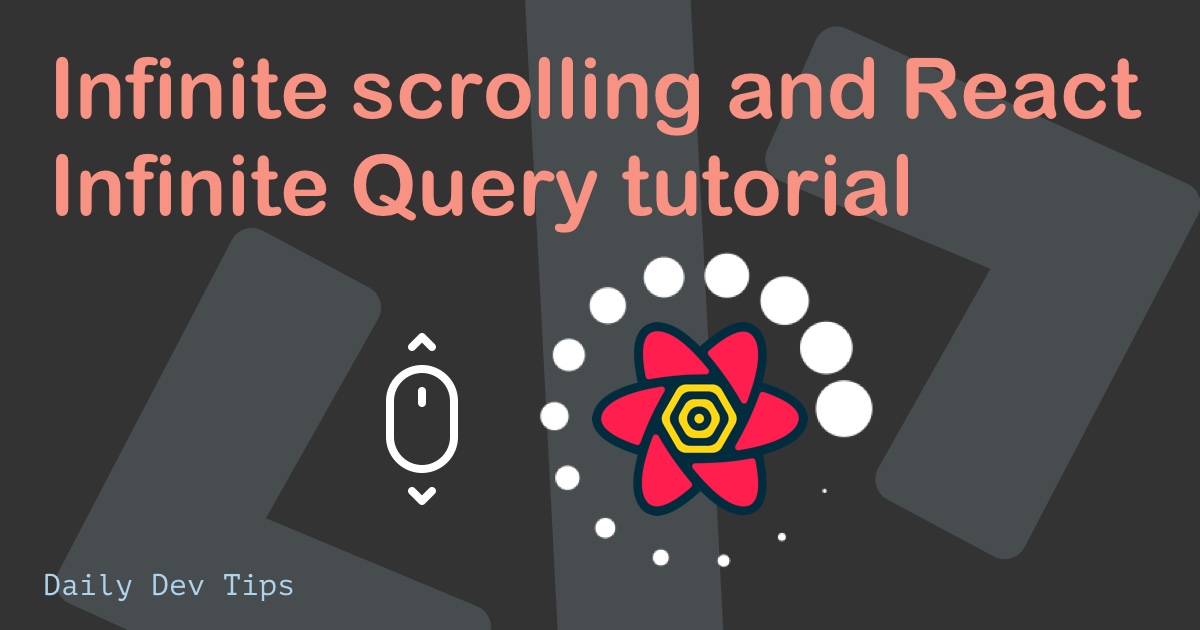 Infinite scrolling and React
Infinite Query tutorial
Daily Dev Tips